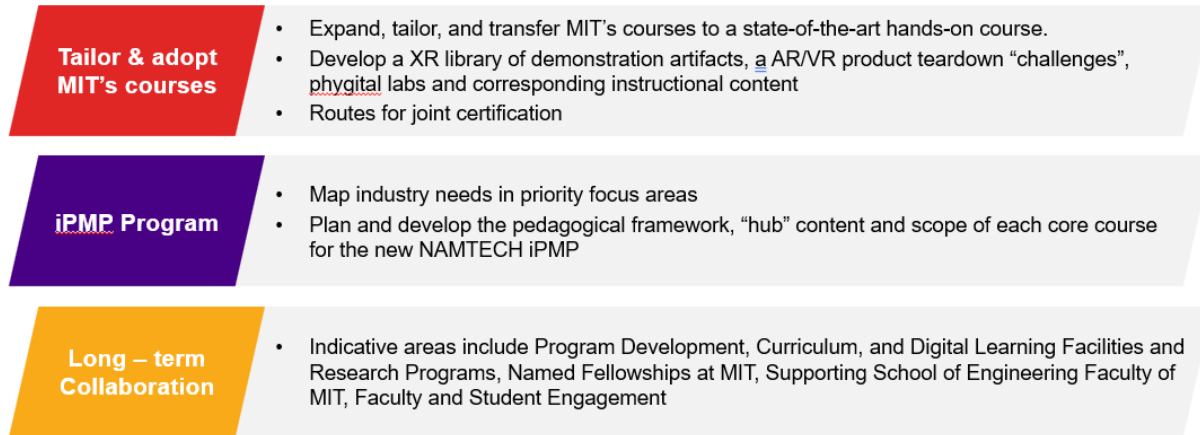 Tailor & adopt
MIT's courses
• Expand, tailor, and transfer MIT's courses to a state-of-the-art hands-on course.
• Develop a XR library of demonstration artifacts, a AR/VR product teardown “challenges”,
phygital labs and corresponding instructional content
• Routes for joint certification
iPMP Program
• Map industry needs in priority focus areas
• Plan and develop the pedagogical framework, “hub” content and scope of each core course
for the new NAMTECH iPMP
Long – term
Collaboration
• Indicative areas include Program Development, Curriculum, and Digital Learning Facilities and
Research Programs, Named Fellowships at MIT, Supporting School of Engineering Faculty of
MIT, Faculty and Student Engagement